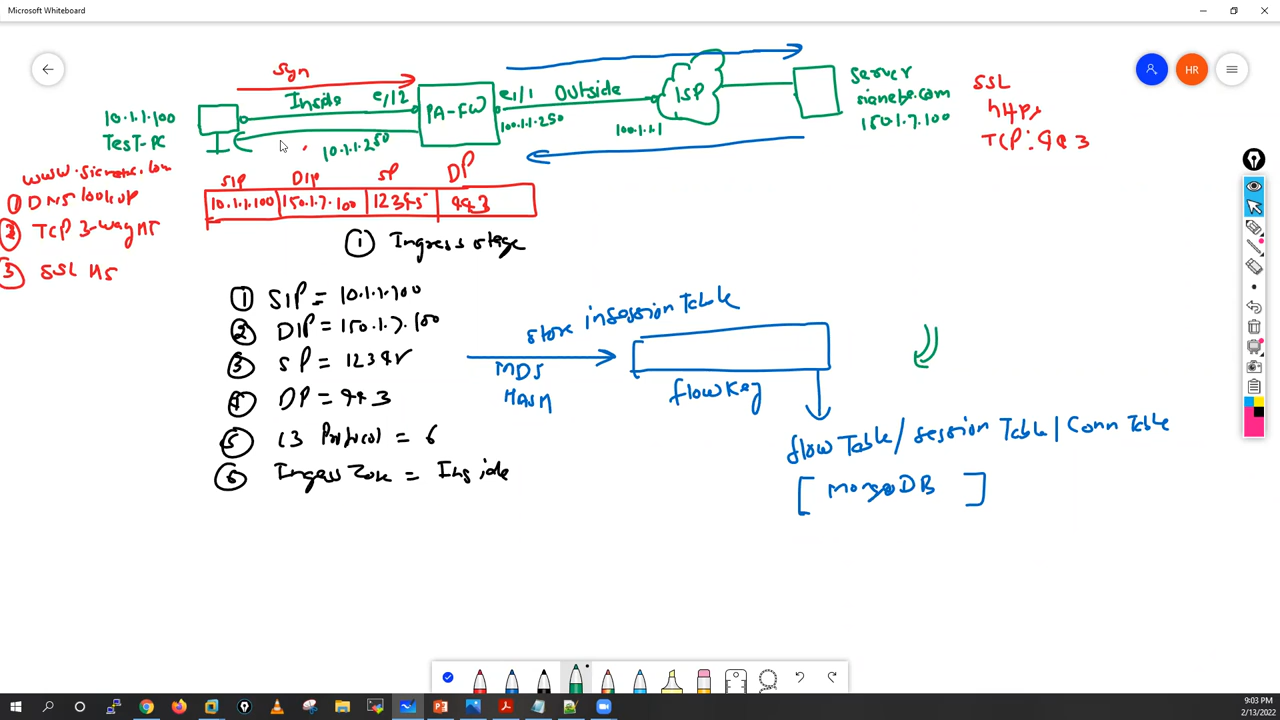 Microsoft Whiteboard
HR
Syn
Inside
e1/2
PA-FW
e1/1
Outside
ISP
10.1.1.100
Test-PC
10.1.1.250
100.1.1.250
100.1.1.1
Server
150.1.7.100
SSL
TCP: 443
① DNS lookup
② TCP 3-way HS
③ SSL HS
SIP DIP SP DP
10.1.1.100 150.1.7.100 12345 443
① Ingress stage
① SIP = 10.1.1.100
② DIP = 150.1.7.100
③ SP = 12345
④ DP = 443
⑤ L3 Protocol = 6
⑥ Ingress Zone = Inside
store in session Table
MD5
HASH
flow Key
flow Table / session Table | Conn Table
[ MongoDB ]
9:03 PM
2/13/2022